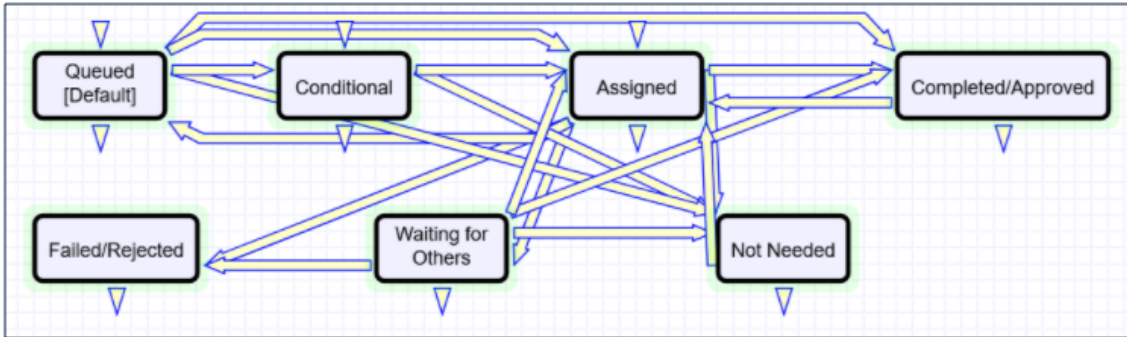 Queued
[Default]
Conditional
Assigned
Completed/Approved
Failed/Rejected
Waiting for
Others
Not Needed